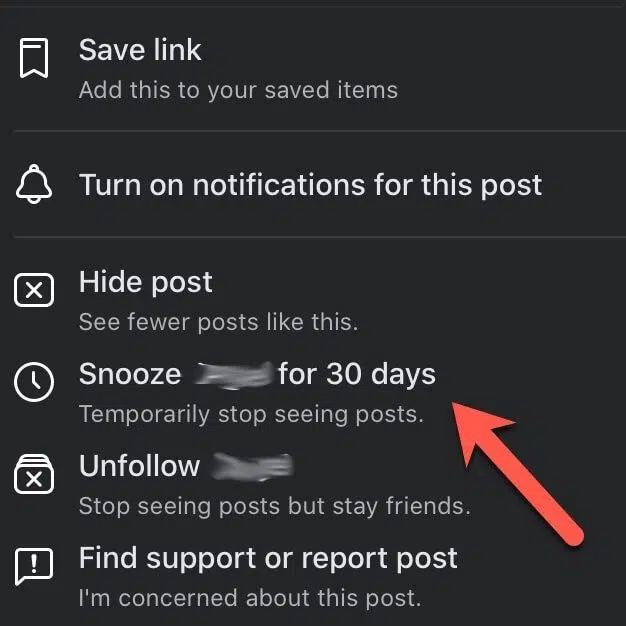 Save link
Add this to your saved items
Turn on notifications for this post
Hide post
See fewer posts like this.
Snooze for 30 days
Temporarily stop seeing posts.
Unfollow
Stop seeing posts but stay friends.
Find support or report post
I'm concerned about this post.